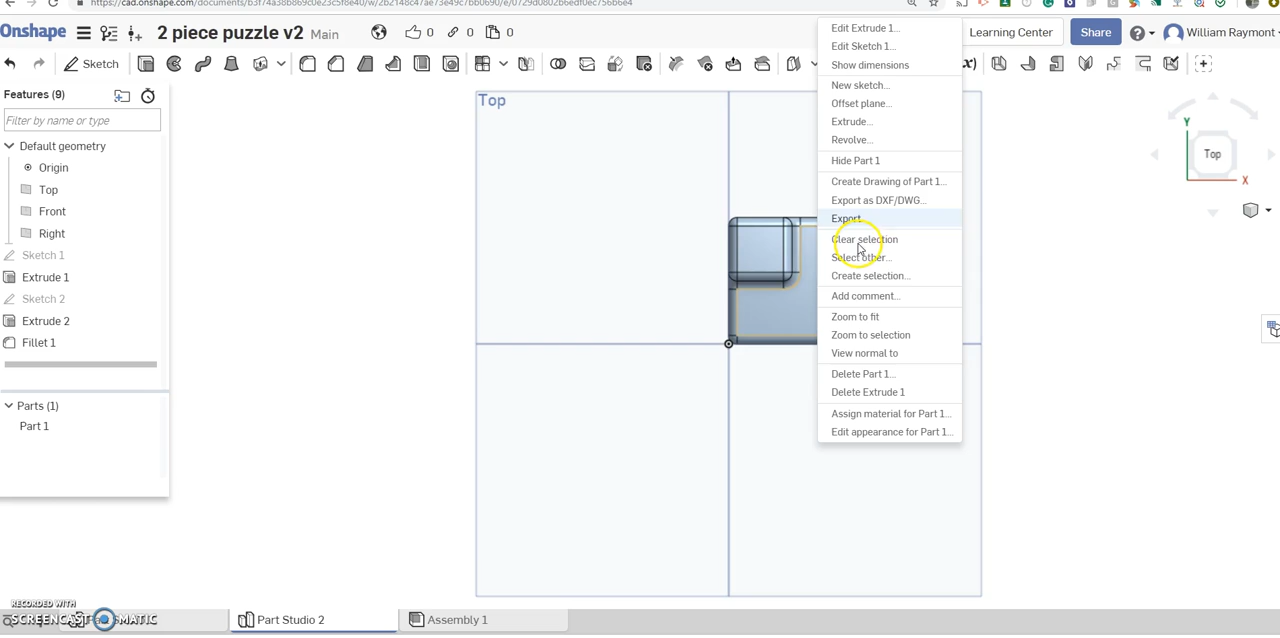 Onshape
2 piece puzzle v2 Main
0
0
0
Learning Center
Share
William Raymont
Sketch
Features (9)
Filter by name or type
Default geometry
Origin
Top
Front
Right
Sketch 1
Extrude 1
Sketch 2
Extrude 2
Fillet 1
Parts (1)
Part 1
Top
Edit Extrude 1...
Edit Sketch 1...
Show dimensions
New sketch...
Offset plane...
Extrude...
Revolve...
Hide Part 1
Create Drawing of Part 1...
Export as DXF/DWG...
Export...
Clear selection
Select other...
Create selection...
Add comment...
Zoom to fit
Zoom to selection
View normal to
Delete Part 1...
Delete Extrude 1
Assign material for Part 1...
Edit appearance for Part 1...
Y
Top
X
RECORDED WITH
SCREENCAST MATIC
Part Studio 2
Assembly 1